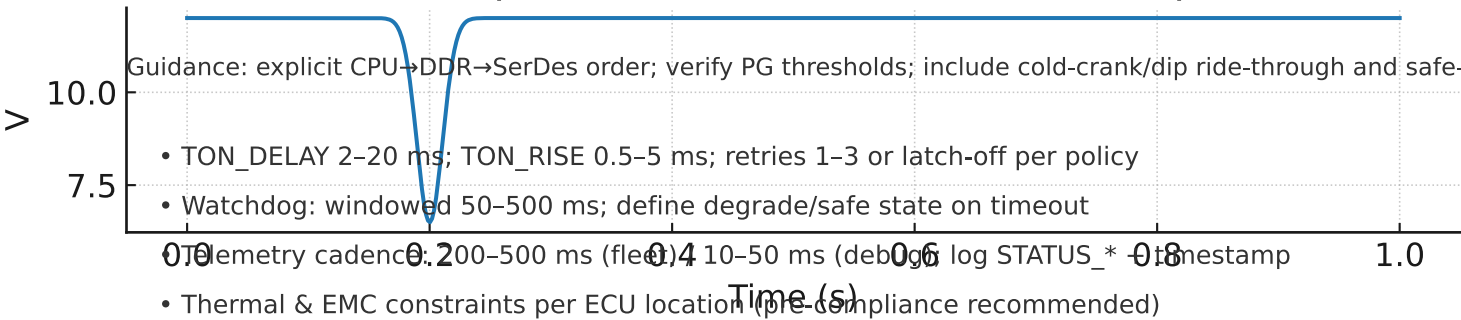 Guidance: explicit CPU→DDR→SerDes order; verify PG thresholds; include cold-crank/dip ride-through and safe-
10.0
V
• TON_DELAY 2–20 ms; TON_RISE 0.5–5 ms; retries 1–3 or latch-off per policy
7.5
• Watchdog: windowed 50–500 ms; define degrade/safe state on timeout
• Telemetry cadence: 200–500 ms (fleet) / 10–50 ms (debug); log STATUS_* + timestamp
0.0 0.2 0.4 0.6 0.8 1.0
Time (s)
• Thermal & EMC constraints per ECU location (pre-compliance recommended)